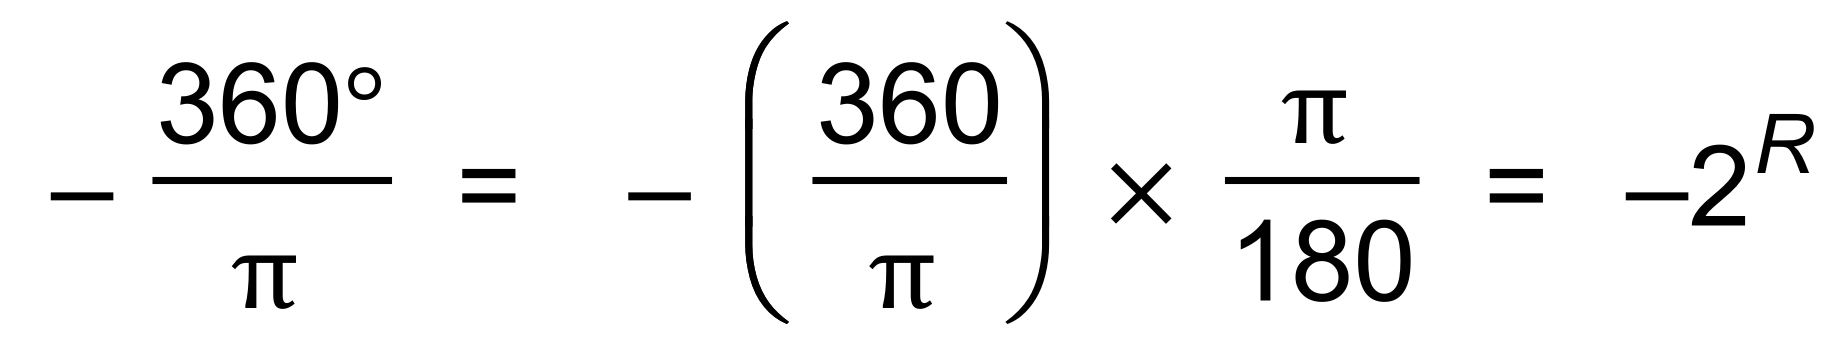 – 360°/π = – (360/π) × π/180 = –2^R